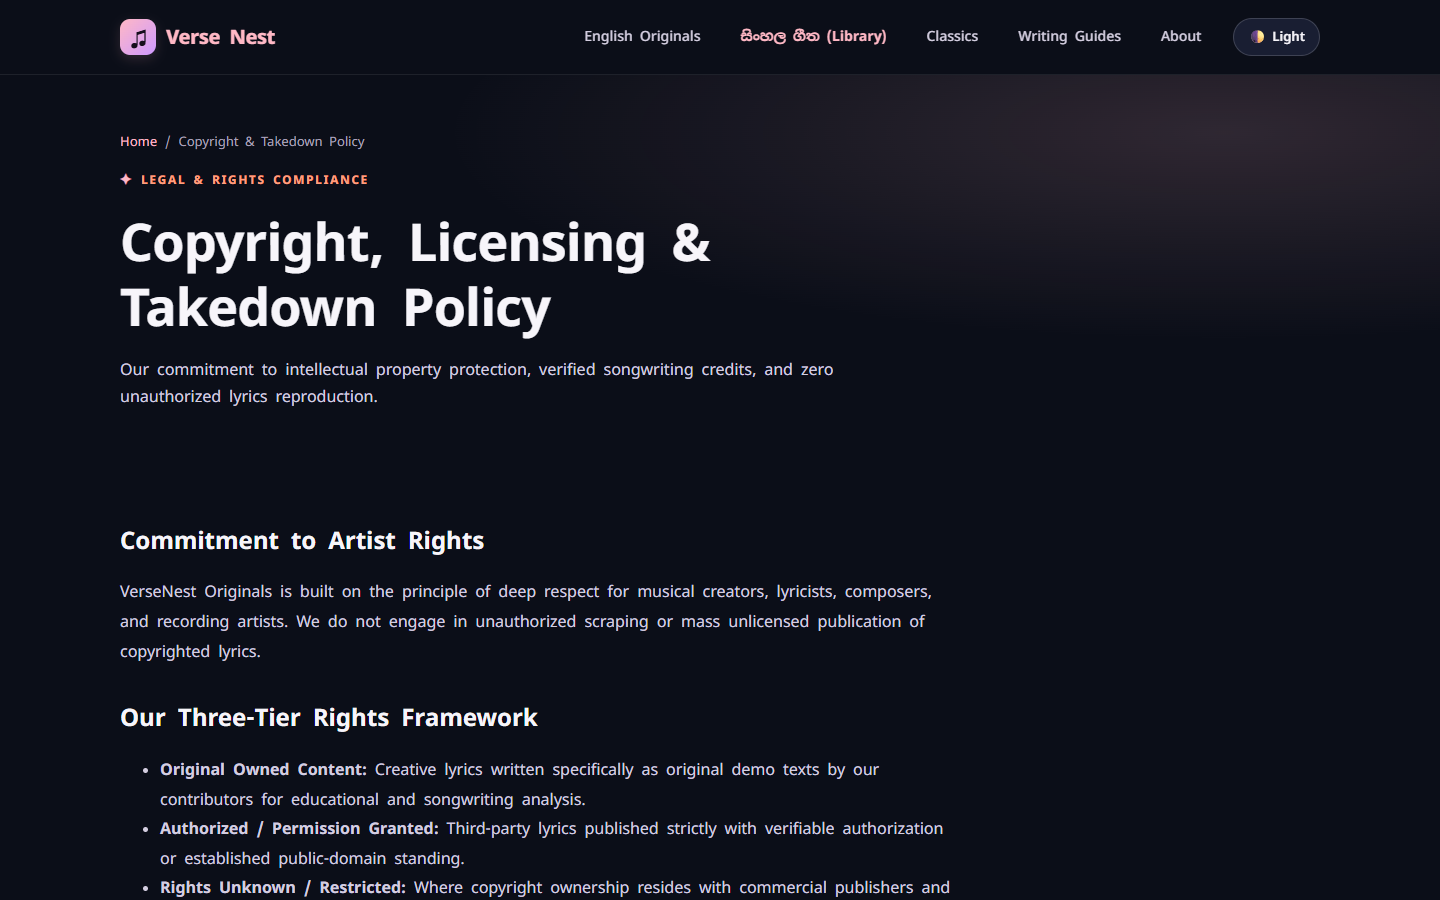 Verse Nest
English Originals
සිංහල ගීත (Library)
Classics
Writing Guides
About
Light
Home / Copyright & Takedown Policy
LEGAL & RIGHTS COMPLIANCE
Copyright, Licensing &
Takedown Policy
Our commitment to intellectual property protection, verified songwriting credits, and zero
unauthorized lyrics reproduction.
Commitment to Artist Rights
VerseNest Originals is built on the principle of deep respect for musical creators, lyricists, composers,
and recording artists. We do not engage in unauthorized scraping or mass unlicensed publication of
copyrighted lyrics.
Our Three-Tier Rights Framework
• Original Owned Content: Creative lyrics written specifically as original demo texts by our
contributors for educational and songwriting analysis.
• Authorized / Permission Granted: Third-party lyrics published strictly with verifiable authorization
or established public-domain standing.
• Rights Unknown / Restricted: Where copyright ownership resides with commercial publishers and